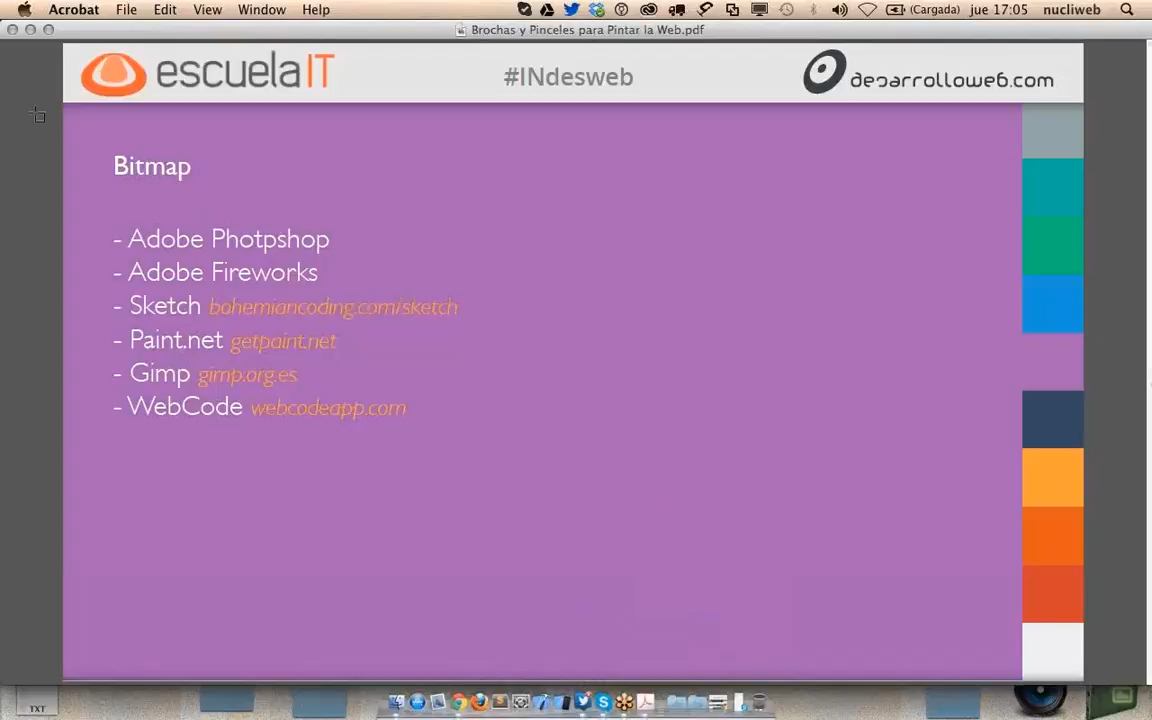 Acrobat File Edit View Window Help (Cargada) jue 17:05 nucliweb
Brochas y Pinceles para Pintar la Web.pdf
escuelaIT #INdesweb desarrolloweb.com
Bitmap
- Adobe Photpshop
- Adobe Fireworks
- Sketch bohemiancoding.com/sketch
- Paint.net getpaint.net
- Gimp gimp.org.es
- WebCode webcodeapp.com
TXT